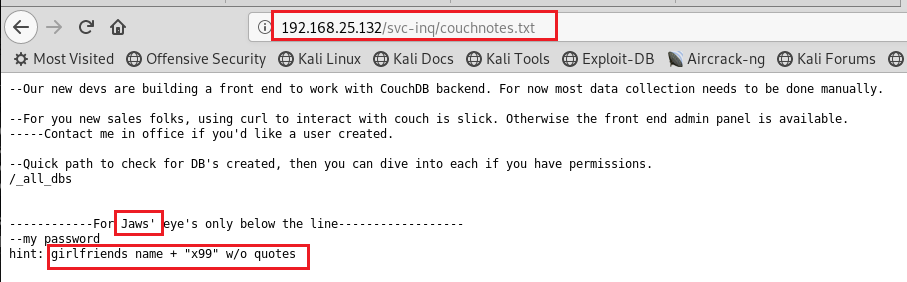 192.168.25.132/svc-inq/couchnotes.txt
Most Visited Offensive Security Kali Linux Kali Docs Kali Tools Exploit-DB Aircrack-ng Kali Forums
--Our new devs are building a front end to work with CouchDB backend. For now most data collection needs to be done manually.
--For you new sales folks, using curl to interact with couch is slick. Otherwise the front end admin panel is available.
-----Contact me in office if you'd like a user created.
--Quick path to check for DB's created, then you can dive into each if you have permissions.
/_all_dbs
------------For Jaws' eye's only below the line------------------
--my password
hint: girlfriends name + "x99" w/o quotes